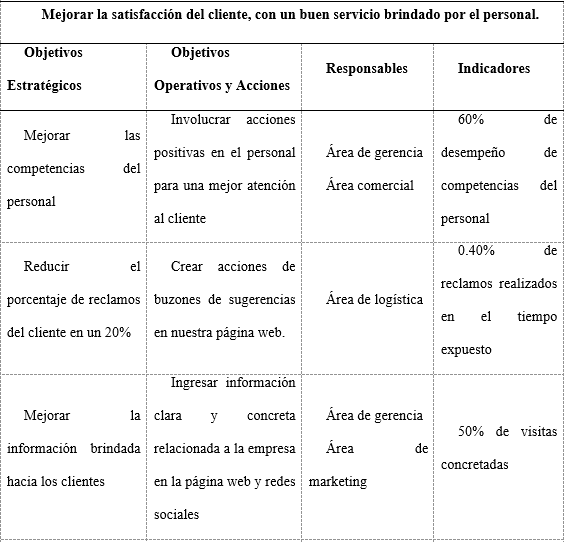 Mejorar la satisfacción del cliente, con un buen servicio brindado por el personal.
Objetivos
Estratégicos
Objetivos
Operativos y Acciones
Responsables
Indicadores
Mejorar las
competencias del
personal
Involucrar acciones
positivas en el personal
para una mejor atención
al cliente
Área de gerencia
Área comercial
60% de
desempeño de
competencias del
personal
Reducir el
porcentaje de reclamos
del cliente en un 20%
Crear acciones de
buzones de sugerencias
en nuestra página web.
Área de logística
0.40% de
reclamos realizados
en el tiempo
expuesto
Mejorar la
información brindada
hacia los clientes
Ingresar información
clara y concreta
relacionada a la empresa
en la página web y redes
sociales
Área de gerencia
Área de
marketing
50% de visitas
concretadas